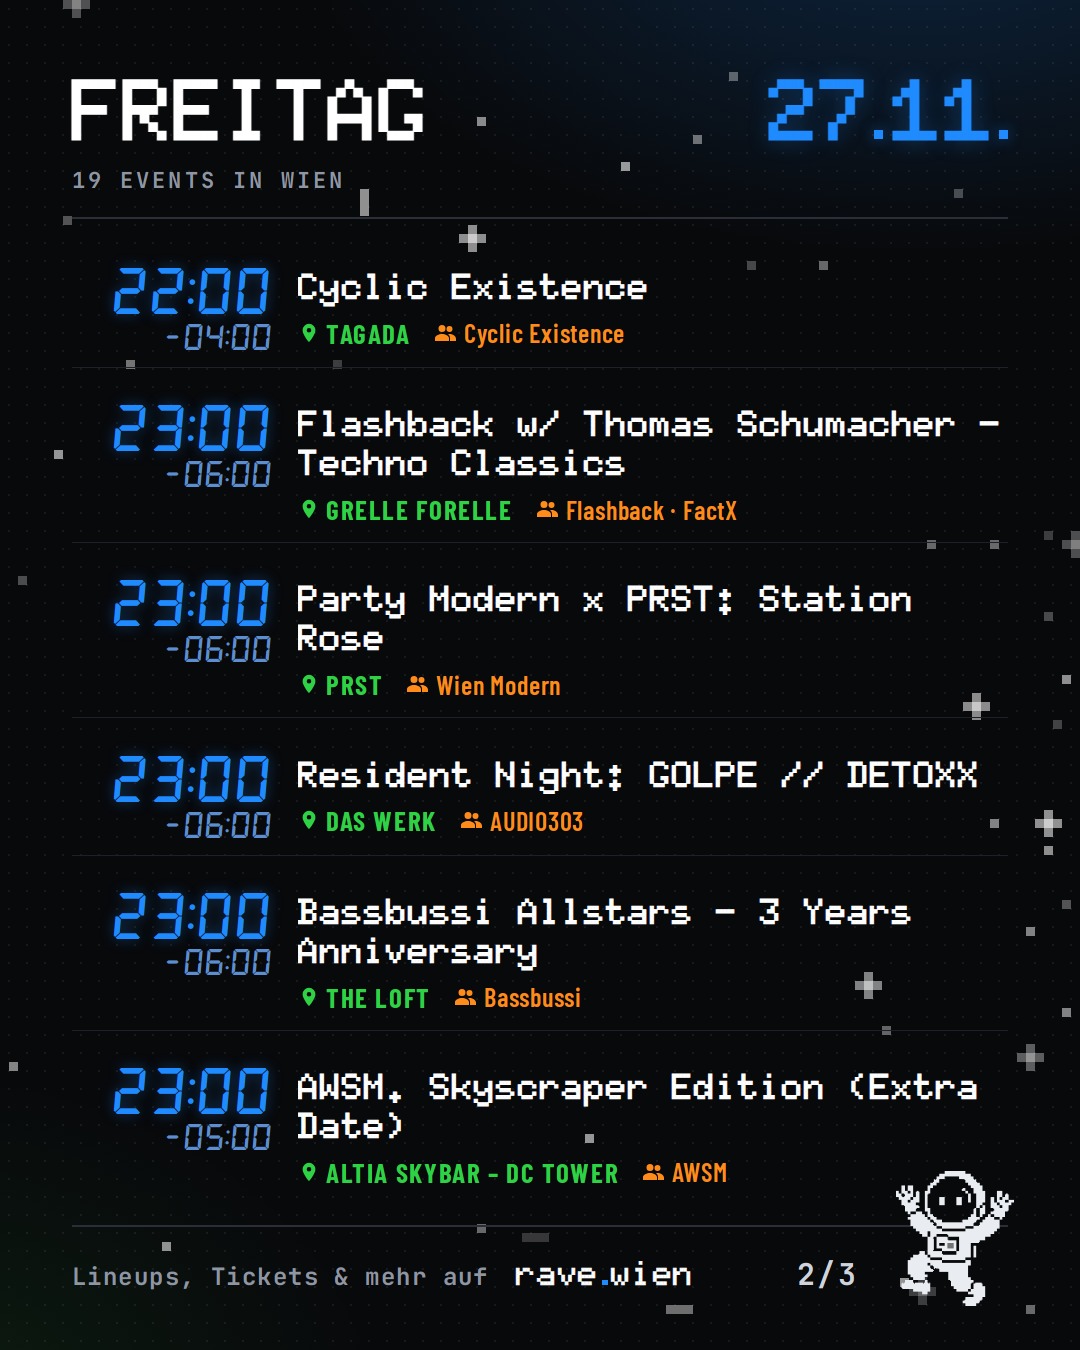 FREITAG 27.11.
19 EVENTS IN WIEN
22:00 Cyclic Existence
-04:00 TAGADA Cyclic Existence
23:00 Flashback w/ Thomas Schumacher -
Techno Classics
-06:00 GRELLE FORELLE Flashback · FactX
23:00 Party Modern x PRST: Station
Rose
-06:00 PRST Wien Modern
23:00 Resident Night: GOLPE // DETOXX
-06:00 DAS WERK AUDIO303
23:00 Bassbussi Allstars - 3 Years
Anniversary
-06:00 THE LOFT Bassbussi
23:00 AWSM. Skyscraper Edition (Extra
Date)
-05:00 ALTIA SKYBAR - DC TOWER AWSM
Lineups, Tickets & mehr auf rave.wien 2/3